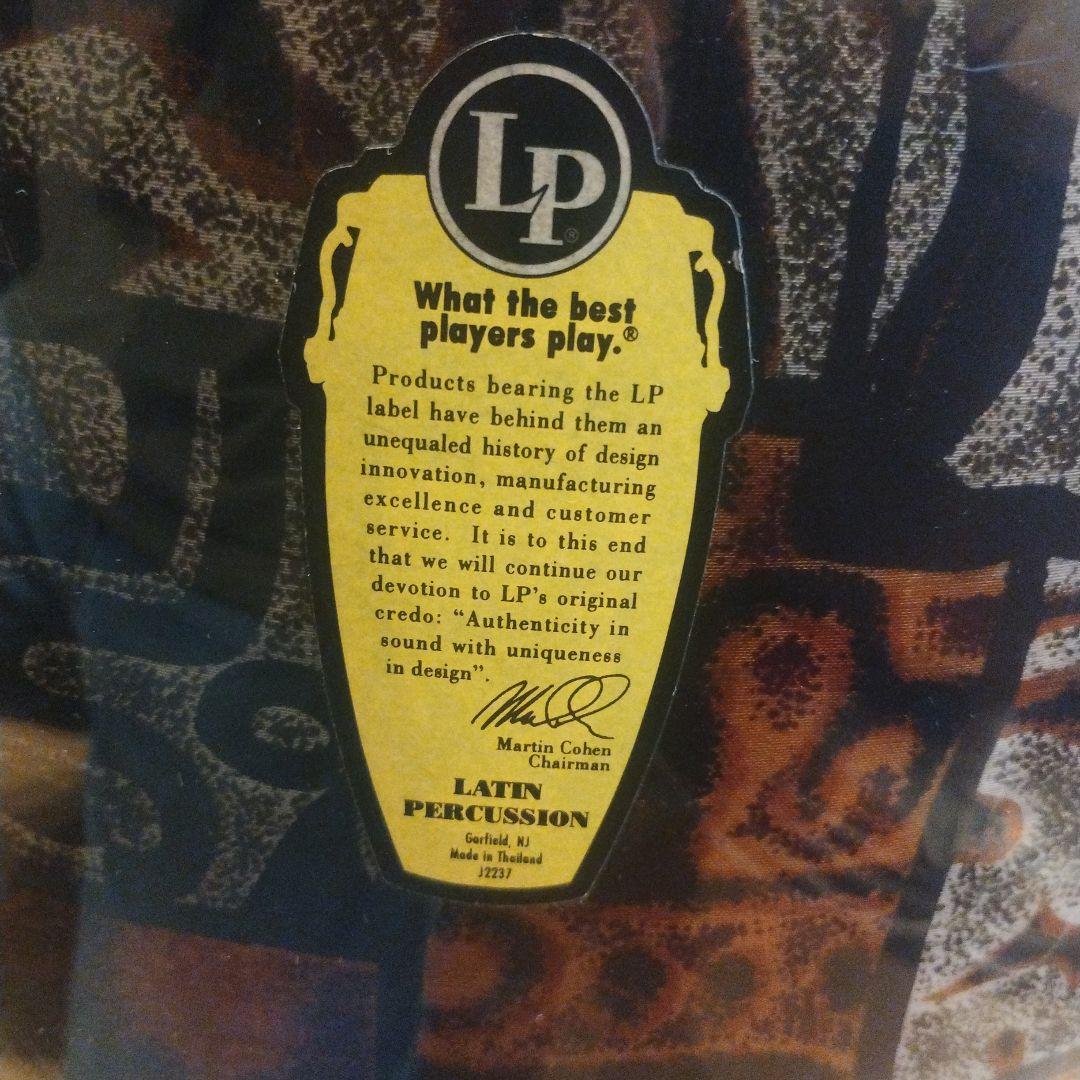 LP®
What the best
players play.®
Products bearing the LP
label have behind them an
unequaled history of design
innovation, manufacturing
excellence and customer
service. It is to this end
that we will continue our
devotion to LP's original
credo: “Authenticity in
sound with uniqueness
in design”.
Martin Cohen
Chairman
LATIN
PERCUSSION
Garfield, NJ
Made in Thailand
J2237